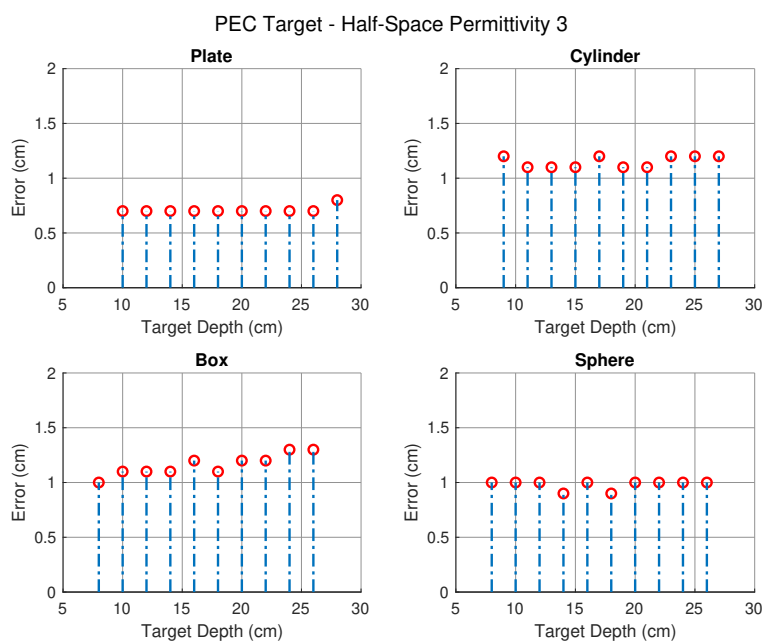 PEC Target - Half-Space Permittivity 3
Plate
2
1.5
1
0.5
0
Error (cm)
5 10 15 20 25 30
Target Depth (cm)
Cylinder
2
1.5
1
0.5
0
Error (cm)
5 10 15 20 25 30
Target Depth (cm)
Box
2
1.5
1
0.5
0
Error (cm)
5 10 15 20 25 30
Target Depth (cm)
Sphere
2
1.5
1
0.5
0
Error (cm)
5 10 15 20 25 30
Target Depth (cm)